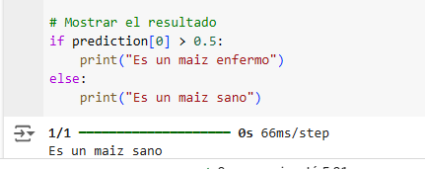 # Mostrar el resultado
if prediction[0] > 0.5:
    print("Es un maiz enfermo")
else:
    print("Es un maiz sano")
1/1 ━━━━━━━━━━━━━━━━━━━━ 0s 66ms/step
Es un maiz sano